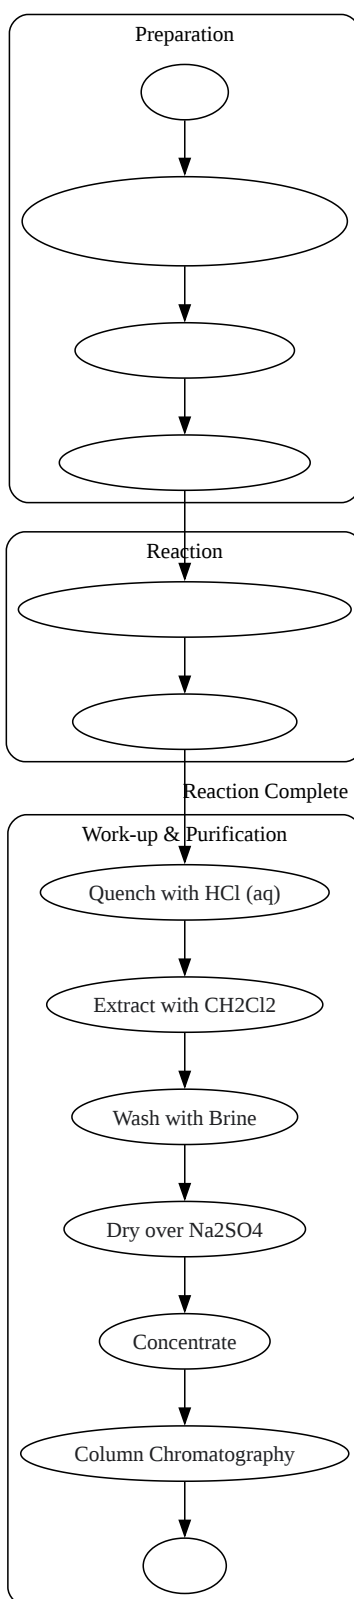 Preparation
Reaction
Reaction Complete
Work-up & Purification
Quench with HCl (aq)
Extract with CH2Cl2
Wash with Brine
Dry over Na2SO4
Concentrate
Column Chromatography